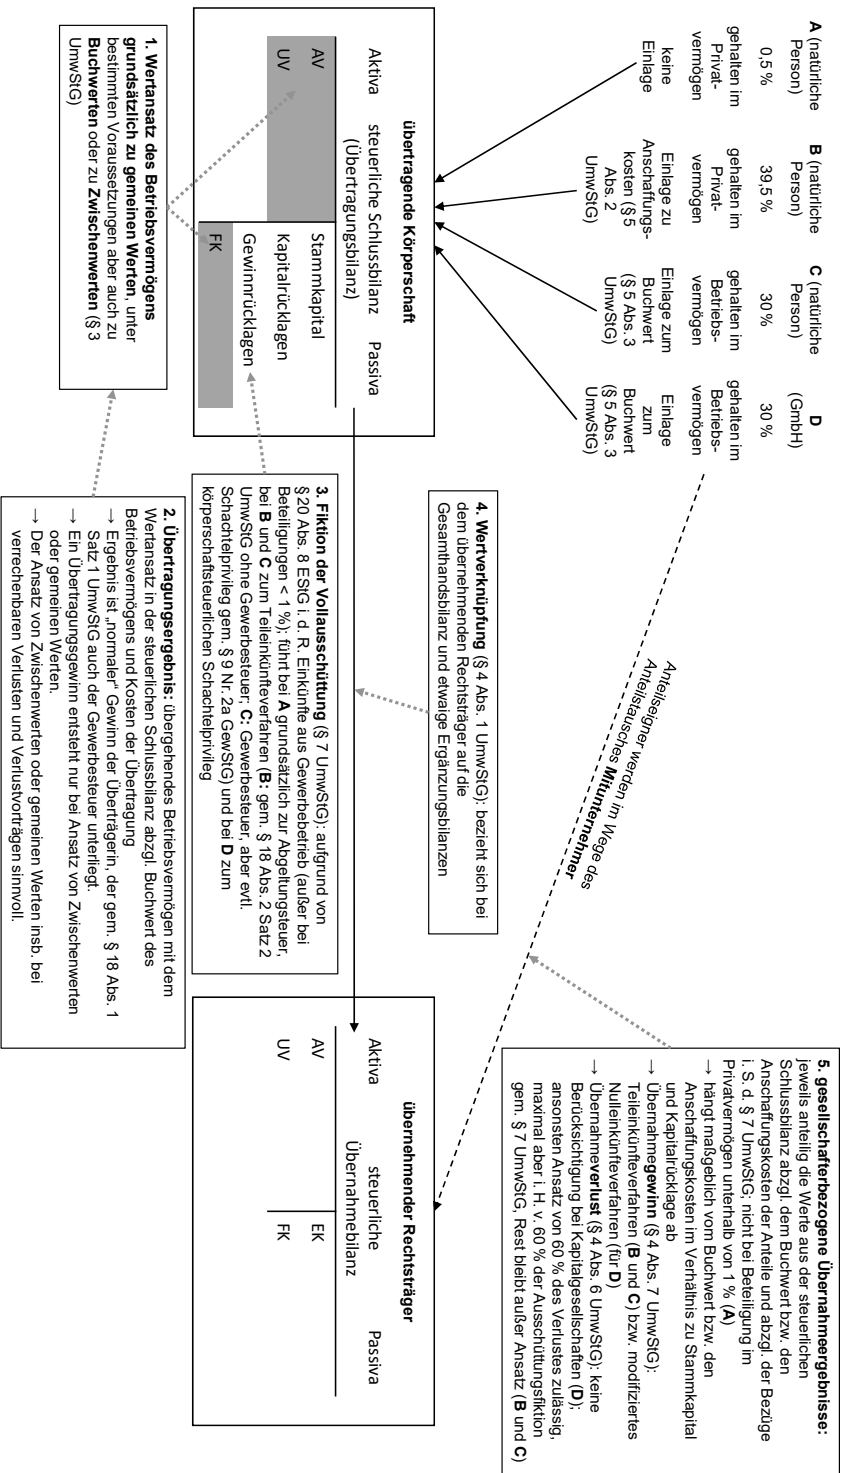 A (natürliche
Person)
0,5 %
gehalten im
Privat-
vermögen
keine
Einlage
B (natürliche
Person)
39,5 %
gehalten im
Privat-
vermögen
Einlage zu
Anschaffungs-
kosten (§ 5
Abs. 2
UmwStG)
C (natürliche
Person)
30 %
gehalten im
Betriebs-
vermögen
Einlage zum
Buchwert
(§ 5 Abs. 3
UmwStG)
D
(GmbH)
30 %
gehalten im
Betriebs-
vermögen
Einlage
zum
Buchwert
(§ 5 Abs. 3
UmwStG)
Anteilseigner werden im Wege des
Anteilstausches Mitunternehmer
5. gesellschafterbezogene Übernahmeergebnisse:
jeweils anteilig die Werte aus der steuerlichen
Schlussbilanz abzgl. dem Buchwert bzw. den
Anschaffungskosten der Anteile und abzgl. der Bezüge
i. S. d. § 7 UmwStG; nicht bei Beteiligung im
Privatvermögen unterhalb von 1 % (A)
→ hängt maßgeblich vom Buchwert bzw. den
Anschaffungskosten im Verhältnis zu Stammkapital
und Kapitalrücklage ab
→ Übernahmegewinn (§ 4 Abs. 7 UmwStG):
Teileinkünfteverfahren (B und C) bzw. modifiziertes
Nulleinkünfteverfahren (für D)
→ Übernahmeverlust (§ 4 Abs. 6 UmwStG): keine
Berücksichtigung bei Kapitalgesellschaften (D);
ansonsten Ansatz von 60 % des Verlustes zulässig,
maximal aber i. H. v. 60 % der Ausschüttungsfiktion
gem. § 7 UmwStG, Rest bleibt außer Ansatz (B und C)
4. Wertverknüpfung (§ 4 Abs. 1 UmwStG): bezieht sich bei
dem übernehmenden Rechtsträger auf die
Gesamthandsbilanz und etwaige Ergänzungsbilanzen
übertragende Körperschaft
Aktiva steuerliche Schlussbilanz Passiva
(Übertragungsbilanz)
AV
UV
Stammkapital
Kapitalrücklagen
Gewinnrücklagen
FK
3. Fiktion der Vollausschüttung (§ 7 UmwStG): aufgrund von
§ 20 Abs. 8 EStG i. d. R. Einkünfte aus Gewerbebetrieb (außer bei
Beteiligungen < 1 %); führt bei A grundsätzlich zur Abgeltungsteuer,
bei B und C zum Teileinkünfteverfahren (B: gem. § 18 Abs. 2 Satz 2
UmwStG ohne Gewerbesteuer; C: Gewerbesteuer, aber evtl.
Schachtelprivileg gem. § 9 Nr. 2a GewStG) und bei D zum
körperschaftsteuerlichen Schachtelprivileg
übernehmender Rechtsträger
Aktiva steuerliche Passiva
Übernahmebilanz
AV
UV
EK
FK
1. Wertansatz des Betriebsvermögens
grundsätzlich zu gemeinen Werten, unter
bestimmten Voraussetzungen aber auch zu
Buchwerten oder zu Zwischenwerten (§ 3
UmwStG)
2. Übertragungsergebnis: übergehendes Betriebsvermögen mit dem
Wertansatz in der steuerlichen Schlussbilanz abzgl. Buchwert des
Betriebsvermögens und Kosten der Übertragung
→ Ergebnis ist „normaler“ Gewinn der Überträgerin, der gem. § 18 Abs. 1
Satz 1 UmwStG auch der Gewerbesteuer unterliegt.
→ Ein Übertragungsgewinn entsteht nur bei Ansatz von Zwischenwerten
oder gemeinen Werten.
→ Der Ansatz von Zwischenwerten oder gemeinen Werten insb. bei
verrechenbaren Verlusten und Verlustvorträgen sinnvoll.